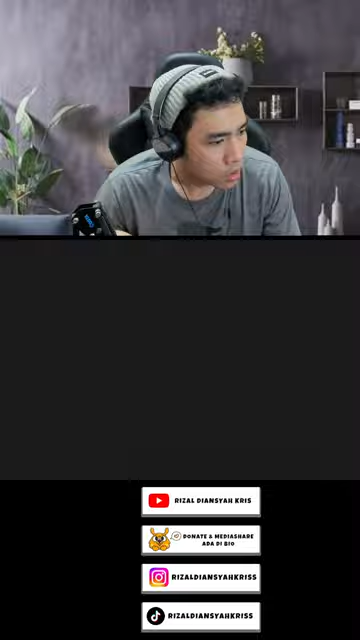 RIZAL DIANSYAH KRIS
DONATE & MEDIASHARE
ADA DI BIO
RIZALDIANSYAHKRISS
RIZALDIANSYAHKRISS